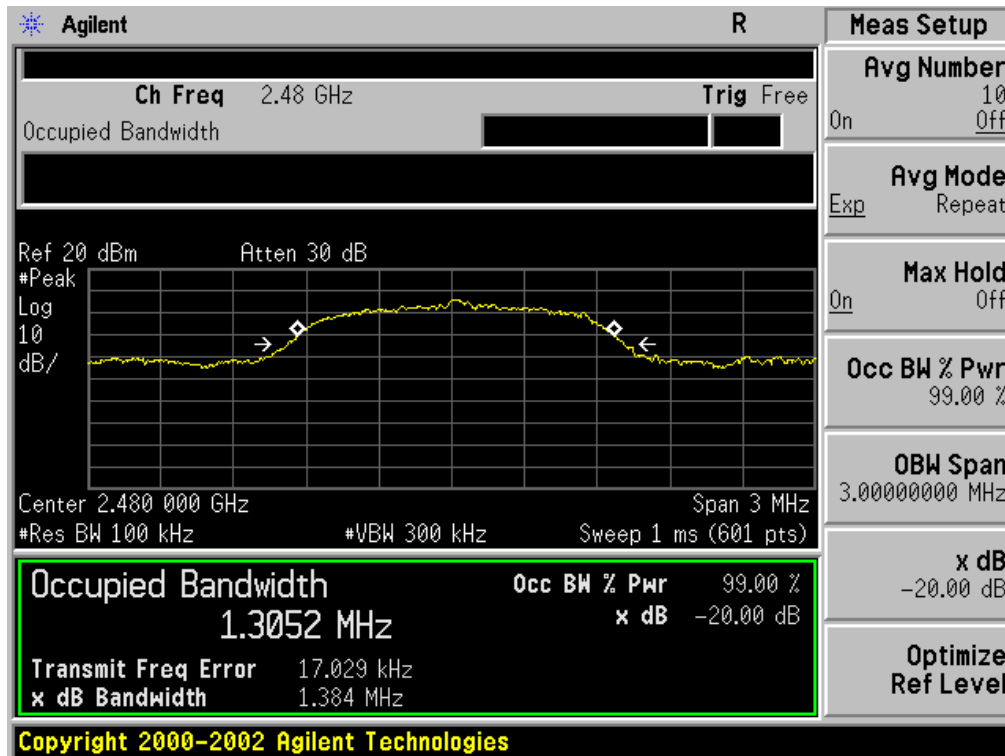 Agilent R Meas Setup
Avg Number
10
On Off
Ch Freq 2.48 GHz Trig Free
Occupied Bandwidth
Avg Mode
Exp Repeat
Ref 20 dBm Atten 30 dB
#Peak
Log
10
dB/
Max Hold
On Off
Occ BW % Pwr
99.00 %
OBW Span
3.00000000 MHz
Center 2.480 000 GHz Span 3 MHz
#Res BW 100 kHz #VBW 300 kHz Sweep 1 ms (601 pts)
x dB
-20.00 dB
Occupied Bandwidth Occ BW % Pwr 99.00 %
1.3052 MHz x dB -20.00 dB
Transmit Freq Error 17.029 kHz
x dB Bandwidth 1.384 MHz
Optimize
Ref Level
Copyright 2000-2002 Agilent Technologies